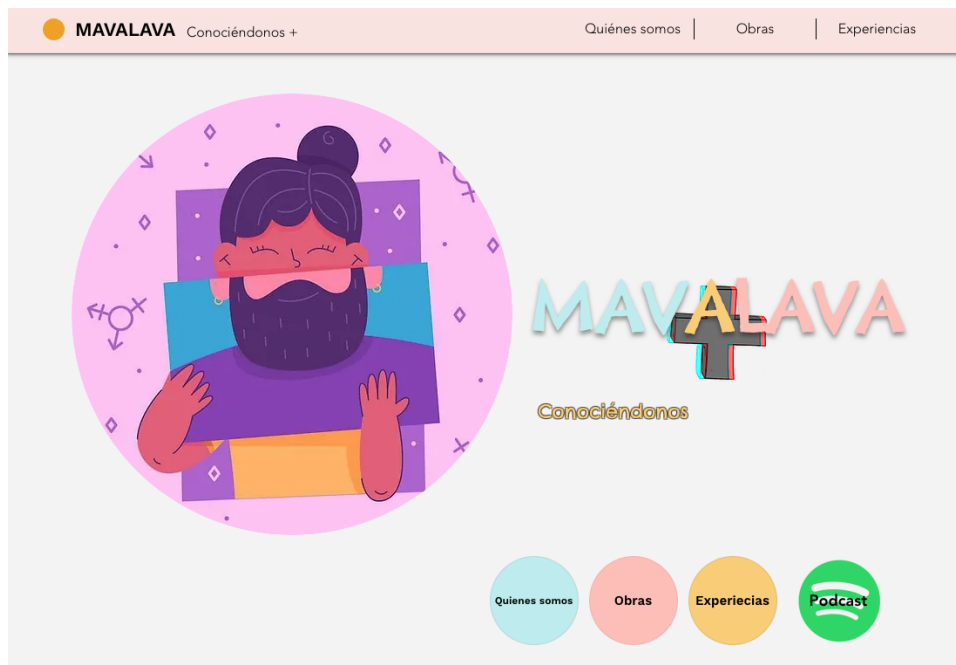 MAVALAVA Conociéndonos +
Quiénes somos | Obras | Experiencias
MAVALAVA
+
Conociéndonos
Quienes somos
Obras
Experiecias
Podcast